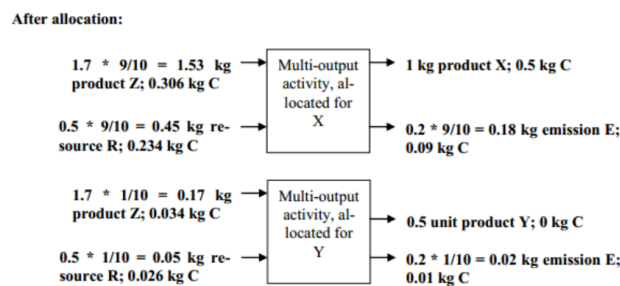 After allocation:
1.7 * 9/10 = 1.53 kg
product Z; 0.306 kg C
0.5 * 9/10 = 0.45 kg re-
source R; 0.234 kg C
Multi-output
activity, al-
located for
X
1 kg product X; 0.5 kg C
0.2 * 9/10 = 0.18 kg emission E;
0.09 kg C
1.7 * 1/10 = 0.17 kg
product Z; 0.034 kg C
0.5 * 1/10 = 0.05 kg re-
source R; 0.026 kg C
Multi-output
activity, al-
located for
Y
0.5 unit product Y; 0 kg C
0.2 * 1/10 = 0.02 kg emission E;
0.01 kg C